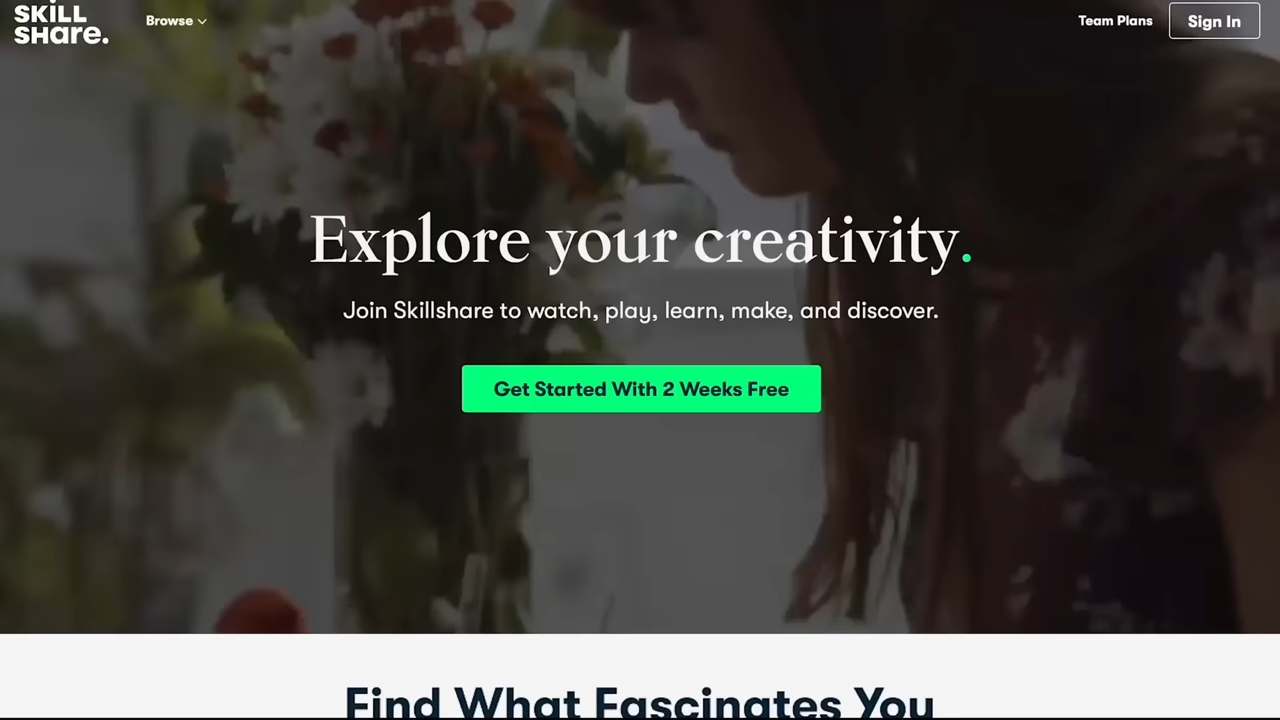 SKILL
SHare.
Browse
Team Plans
Sign In
Explore your creativity.
Join Skillshare to watch, play, learn, make, and discover.
Get Started With 2 Weeks Free
Find What Fascinates You